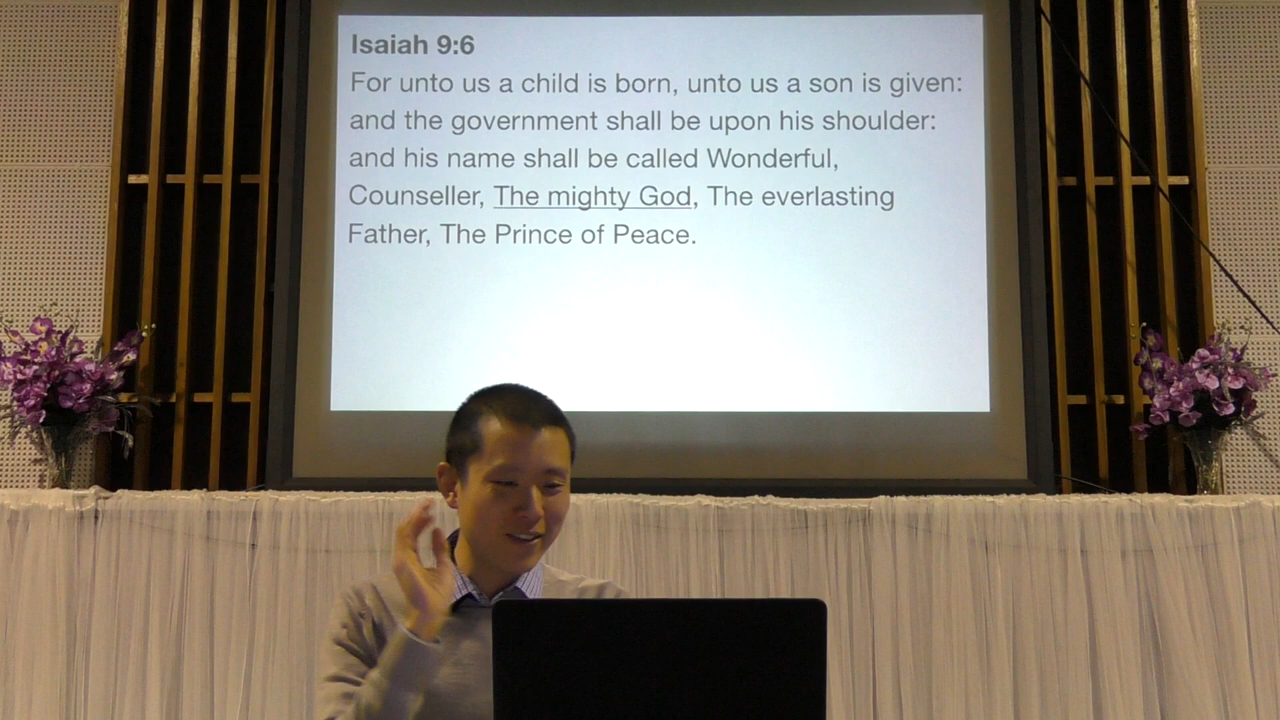 Isaiah 9:6
For unto us a child is born, unto us a son is given:
and the government shall be upon his shoulder:
and his name shall be called Wonderful,
Counseller, The mighty God, The everlasting
Father, The Prince of Peace.